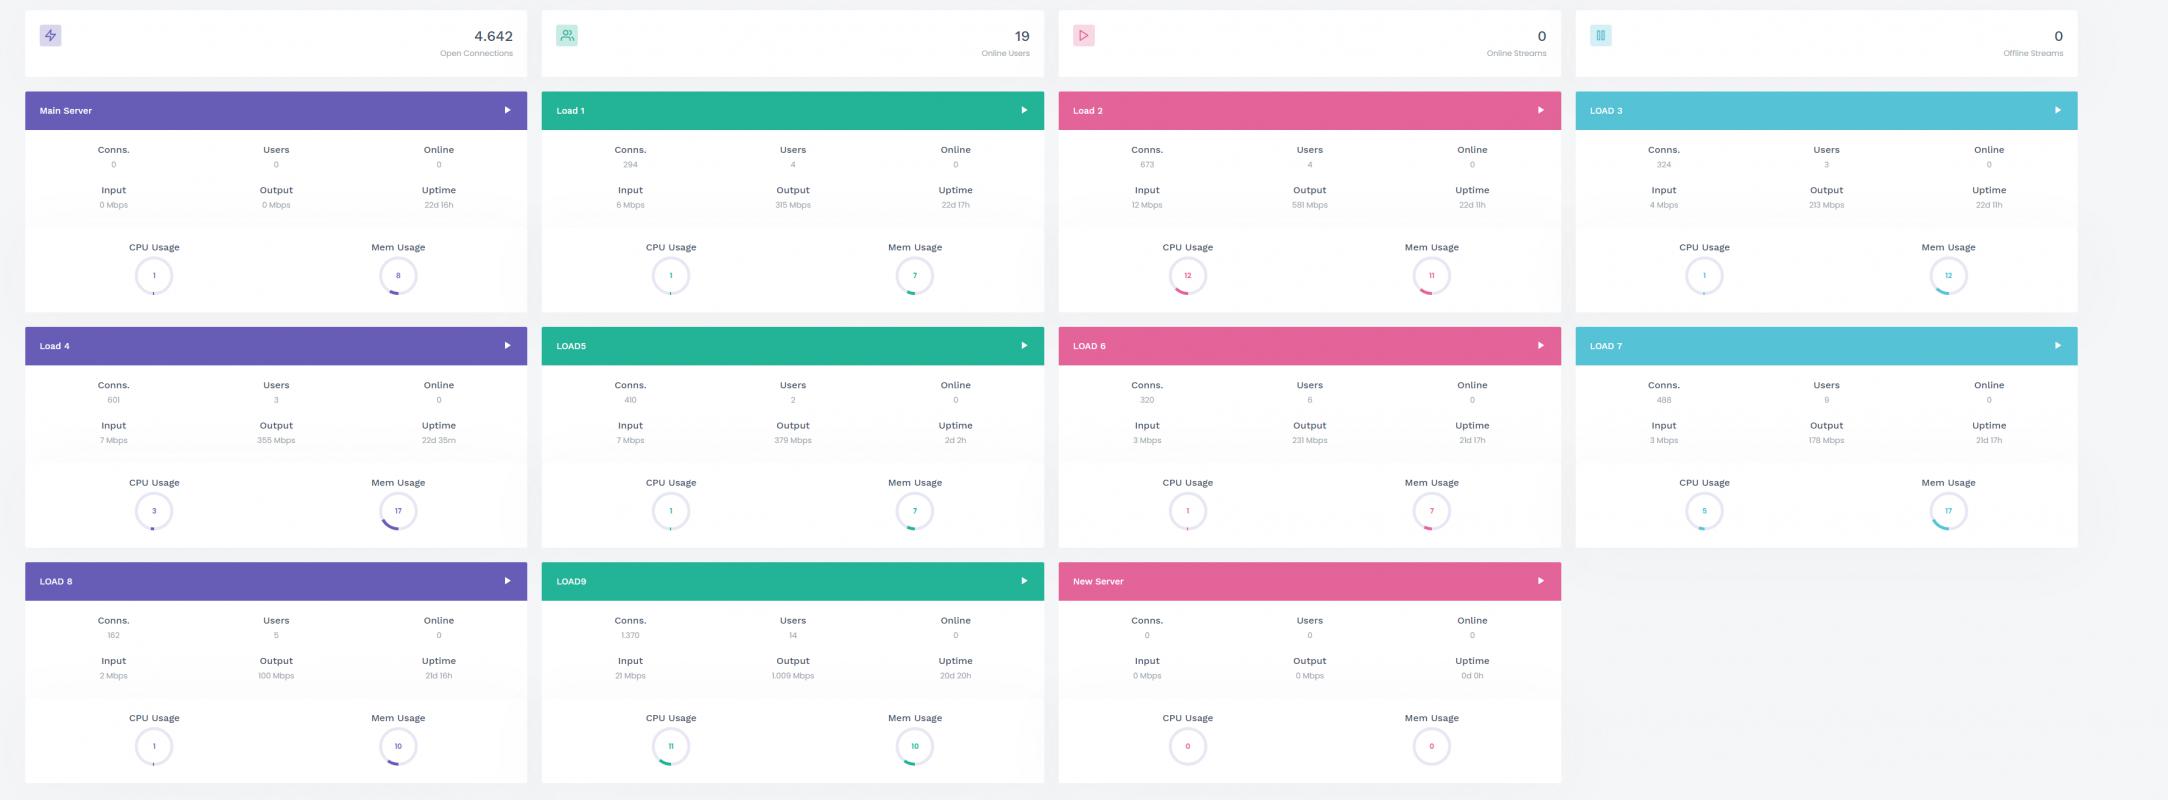 4.642
Open Connections
19
Online Users
0
Online Streams
0
Offline Streams
Main Server
Conns. Users Online
0 0 0
Input Output Uptime
0 Mbps 0 Mbps 22d 16h
CPU Usage Mem Usage
1 8
Load 1
Conns. Users Online
294 4 0
Input Output Uptime
6 Mbps 315 Mbps 22d 17h
CPU Usage Mem Usage
1 7
Load 2
Conns. Users Online
673 4 0
Input Output Uptime
12 Mbps 581 Mbps 22d 11h
CPU Usage Mem Usage
12 11
LOAD 3
Conns. Users Online
324 3 0
Input Output Uptime
4 Mbps 213 Mbps 22d 11h
CPU Usage Mem Usage
1 12
Load 4
Conns. Users Online
601 3 0
Input Output Uptime
7 Mbps 355 Mbps 22d 35m
CPU Usage Mem Usage
3 17
LOAD5
Conns. Users Online
410 2 0
Input Output Uptime
7 Mbps 379 Mbps 2d 2h
CPU Usage Mem Usage
1 7
LOAD 6
Conns. Users Online
320 6 0
Input Output Uptime
3 Mbps 231 Mbps 21d 17h
CPU Usage Mem Usage
1 7
LOAD 7
Conns. Users Online
488 9 0
Input Output Uptime
3 Mbps 178 Mbps 21d 17h
CPU Usage Mem Usage
5 17
LOAD 8
Conns. Users Online
162 5 0
Input Output Uptime
2 Mbps 100 Mbps 21d 16h
CPU Usage Mem Usage
1 10
LOAD9
Conns. Users Online
1.370 14 0
Input Output Uptime
21 Mbps 1.009 Mbps 20d 20h
CPU Usage Mem Usage
11 10
New Server
Conns. Users Online
0 0 0
Input Output Uptime
0 Mbps 0 Mbps 0d 0h
CPU Usage Mem Usage
0 0